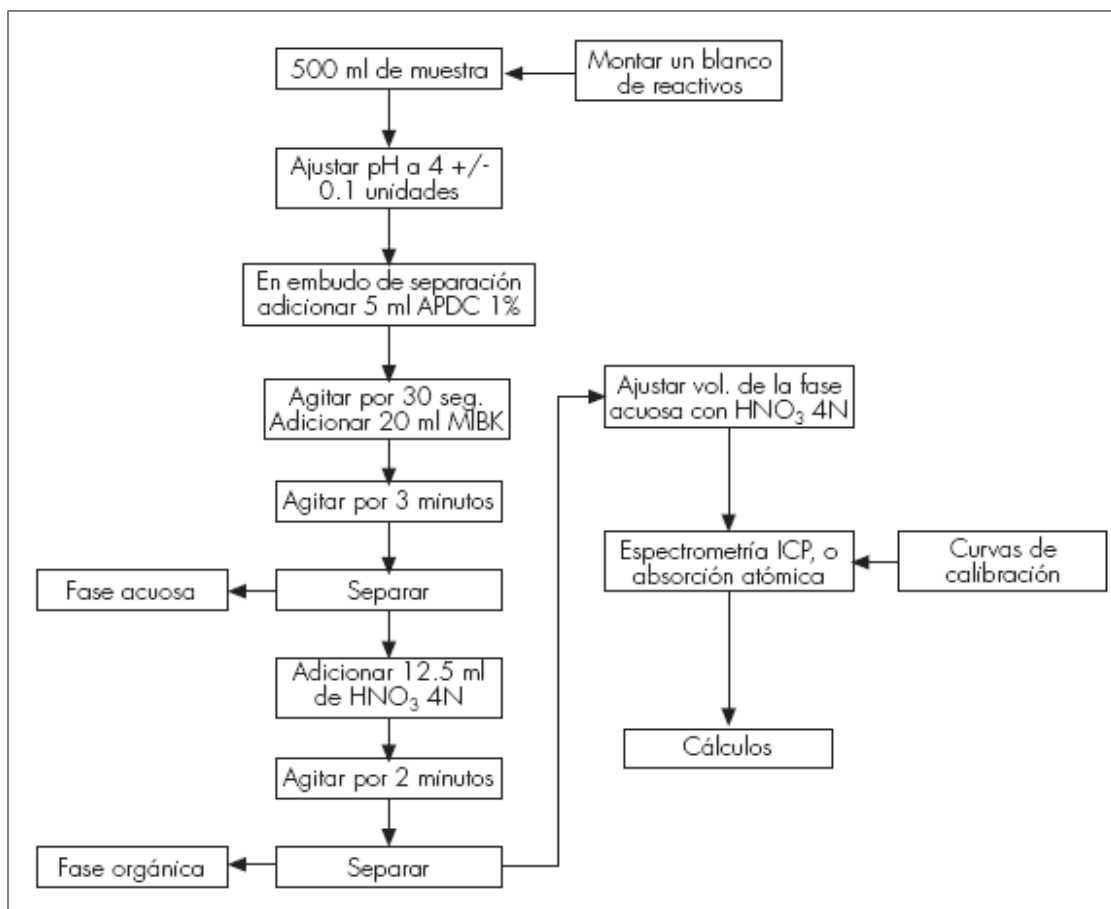 500 ml de muestra
Montar un blanco
de reactivos
Ajustar pH a 4 +/-
0.1 unidades
En embudo de separación
adicionar 5 ml APDC 1%
Agitar por 30 seg.
Adicionar 20 ml MIBK
Agitar por 3 minutos
Fase acuosa
Separar
Adicionar 12.5 ml
de HNO₃ 4N
Agitar por 2 minutos
Fase orgánica
Separar
Ajustar vol. de la fase
acuosa con HNO₃ 4N
Espectrometría ICP, o
absorción atómica
Curvas de
calibración
Cálculos